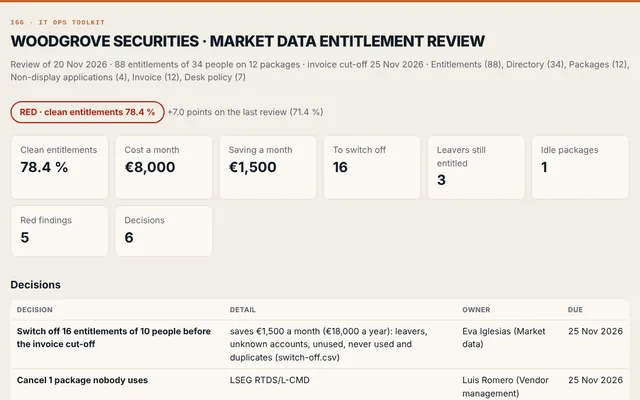 IGG · IT OPS TOOLKIT
WOODGROVE SECURITIES · MARKET DATA ENTITLEMENT REVIEW
Review of 20 Nov 2026 · 88 entitlements of 34 people on 12 packages · invoice cut-off 25 Nov 2026 · Entitlements (88), Directory (34), Packages (12),
Non-display applications (4), Invoice (12), Desk policy (7)
RED · clean entitlements 78.4 % +7.0 points on the last review (71.4 %)
Clean entitlements
78.4 %
Cost a month
€8,000
Saving a month
€1,500
To switch off
16
Leavers still
entitled
3
Idle packages
1
Red findings
5
Decisions
6
Decisions
DECISION DETAIL OWNER DUE
Switch off 16 entitlements of 10 people before
the invoice cut-off
saves €1,500 a month (€18,000 a year): leavers,
unknown accounts, unused, never used and
duplicates (switch-off.csv)
Eva Iglesias (Market
data)
25 Nov 2026
Cancel 1 package nobody uses
LSEG RTDS/L-CMD
Luis Romero (Vendor
management)
25 Nov 2026